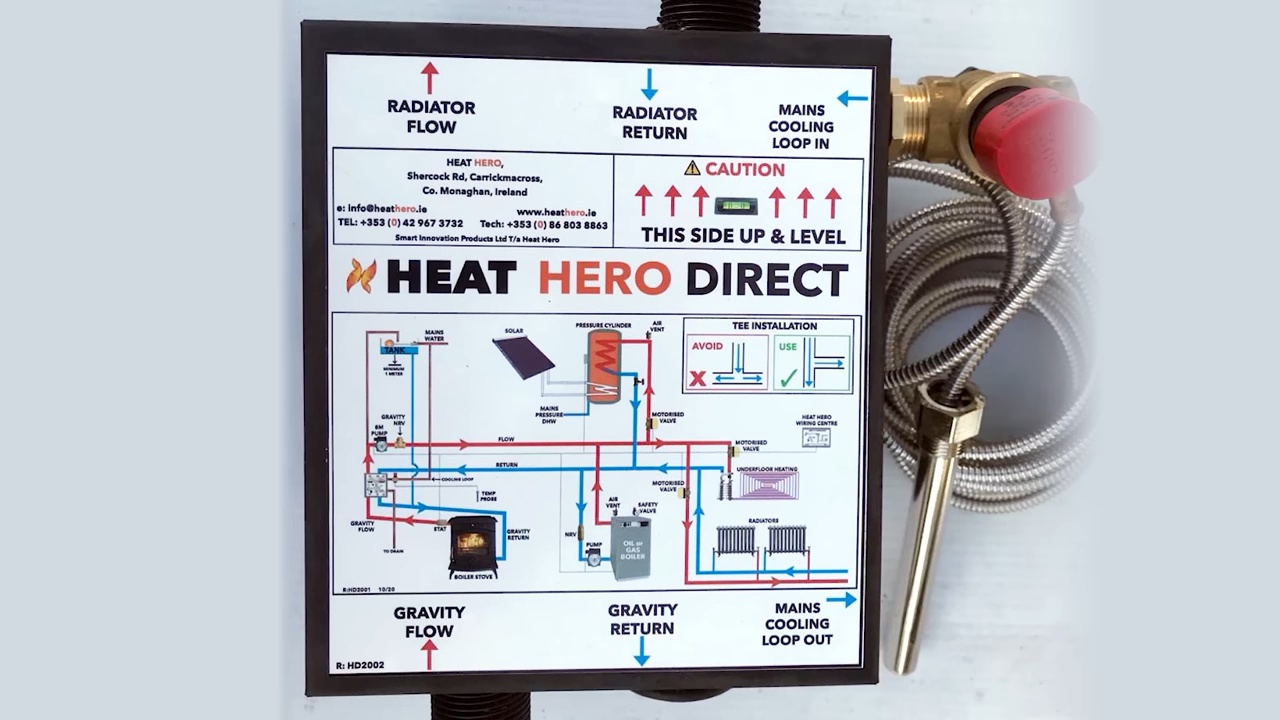 RADIATOR
FLOW
RADIATOR
RETURN
MAINS
COOLING
LOOP IN
HEAT HERO,
Shercock Rd, Carrickmacross,
Co. Monaghan, Ireland
e: info@heathero.ie
www.heathero.ie
TEL: +353 (0) 42 967 3732
Tech: +353 (0) 86 803 8863
Smart Innovation Products Ltd T/a Heat Hero
CAUTION
THIS SIDE UP & LEVEL
HEAT HERO DIRECT
MAINS
WATER
TANK
MINIMUM
1 METER
SOLAR
PRESSURE CYLINDER
AIR
VENT
TEE INSTALLATION
AVOID
USE
MAINS
PRESSURE
DHW
GRAVITY
NRV
6M
PUMP
MOTORISED
VALVE
HEAT HERO
WIRING CENTRE
FLOW
MOTORISED
VALVE
RETURN
UNDERFLOOR HEATING
COOLING LOOP
TEMP
PROBE
MOTORISED
VALVE
AIR
VENT
SAFETY
VALVE
GRAVITY
FLOW
STAT
GRAVITY
RETURN
NRV
PUMP
OIL or
GAS
BOILER
RADIATORS
TO DRAIN
BOILER STOVE
R:HD2001 10/20
GRAVITY
FLOW
GRAVITY
RETURN
MAINS
COOLING
LOOP OUT
R: HD2002